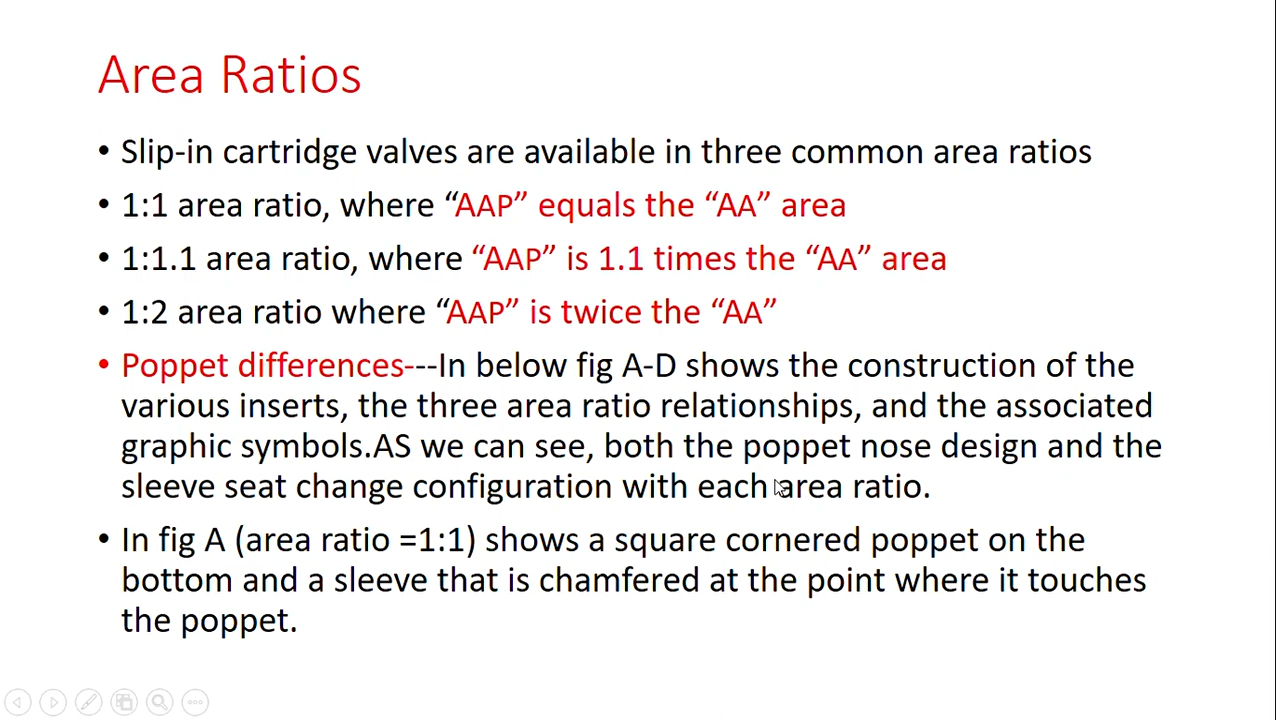 Area Ratios
• Slip-in cartridge valves are available in three common area ratios
• 1:1 area ratio, where “AAP” equals the “AA” area
• 1:1.1 area ratio, where “AAP” is 1.1 times the “AA” area
• 1:2 area ratio where “AAP” is twice the “AA”
• Poppet differences---In below fig A-D shows the construction of the
various inserts, the three area ratio relationships, and the associated
graphic symbols.AS we can see, both the poppet nose design and the
sleeve seat change configuration with each area ratio.
• In fig A (area ratio =1:1) shows a square cornered poppet on the
bottom and a sleeve that is chamfered at the point where it touches
the poppet.